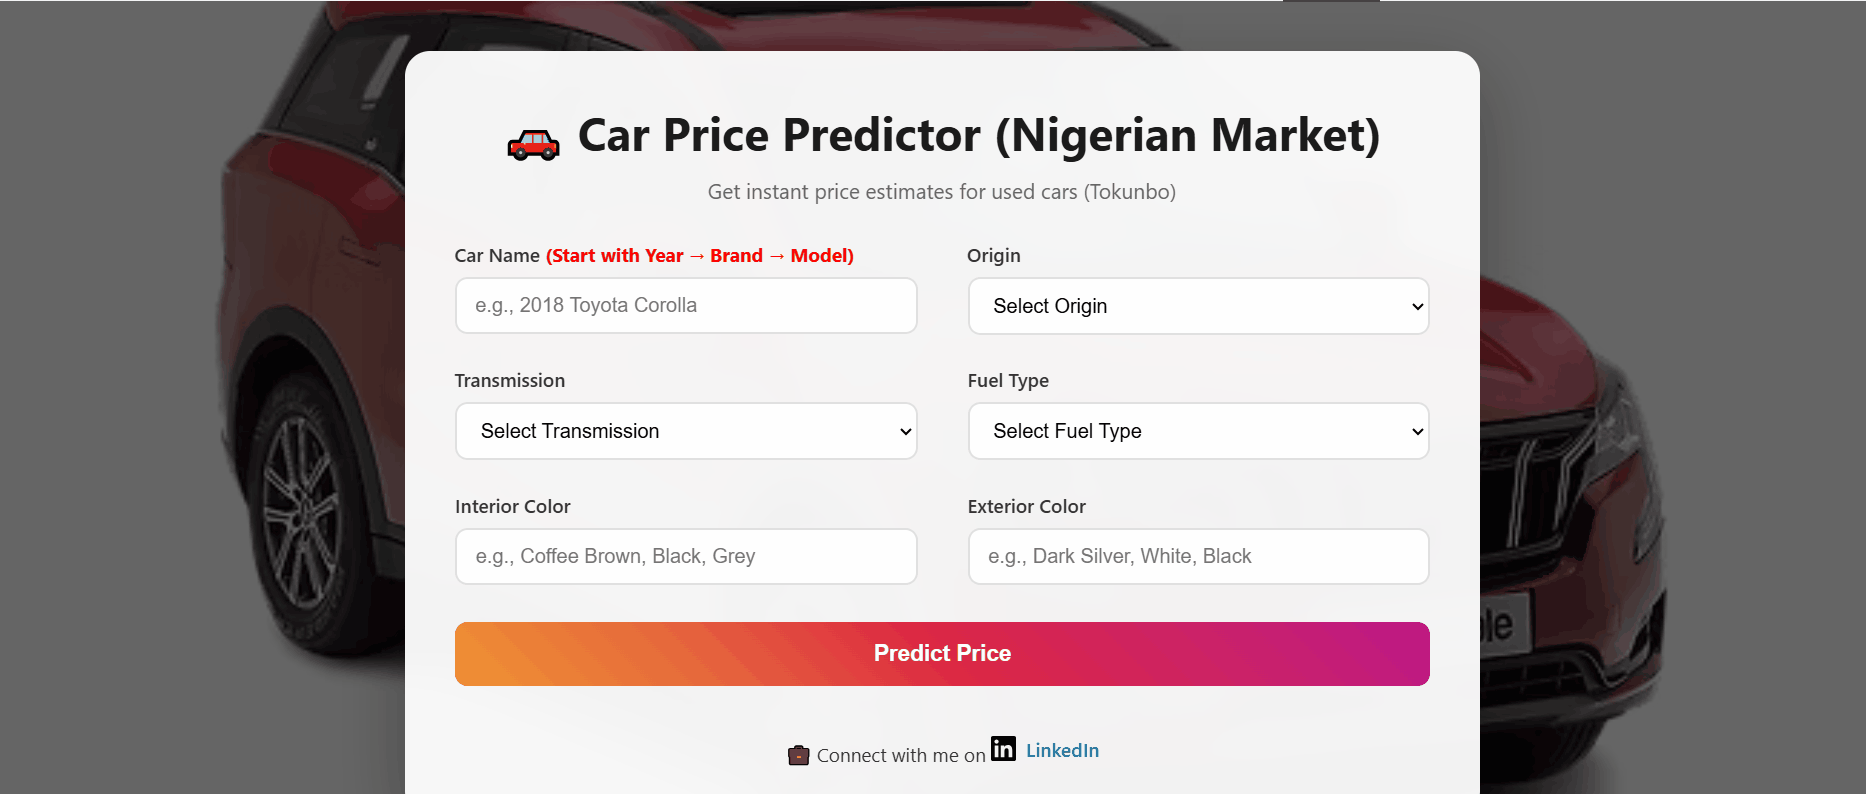 Car Price Predictor (Nigerian Market)
Get instant price estimates for used cars (Tokunbo)
Car Name (Start with Year → Brand → Model)
e.g., 2018 Toyota Corolla
Origin
Select Origin
Transmission
Select Transmission
Fuel Type
Select Fuel Type
Interior Color
e.g., Coffee Brown, Black, Grey
Exterior Color
e.g., Dark Silver, White, Black
Predict Price
Connect with me on in LinkedIn